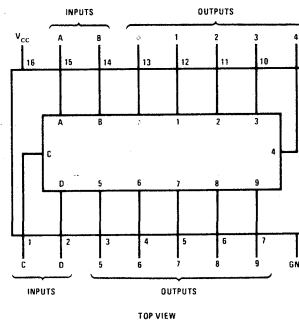 INPUTS OUTPUTS
VCC A B 1 2 3 4
16 15 14 13 12 11 10
A B 1 2 3
C 4
D 5 6 7 8 9
1 2 3 4 5 6 7
C D 5 6 7 8 9 GN
INPUTS OUTPUTS
TOP VIEW